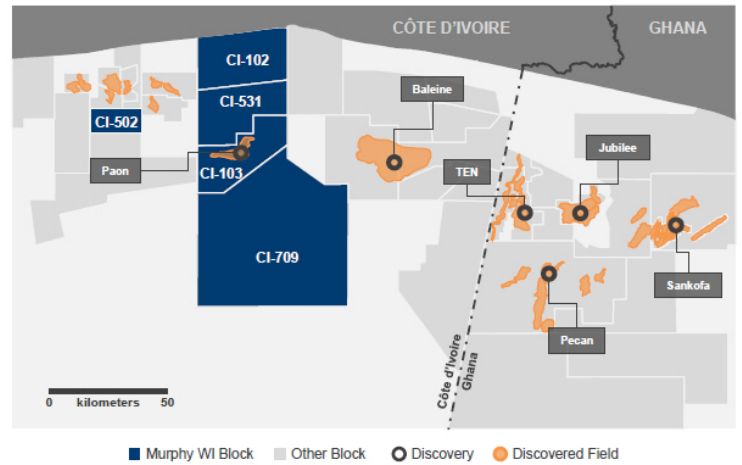 CÔTE D'IVOIRE
GHANA
CI-102
CI-531
Baleine
CI-502
Jubilee
Paon
CI-103
TEN
CI-709
Sankofa
Pecan
Côte d'Ivoire
Ghana
0 kilometers 50
Murphy WI Block
Other Block
Discovery
Discovered Field